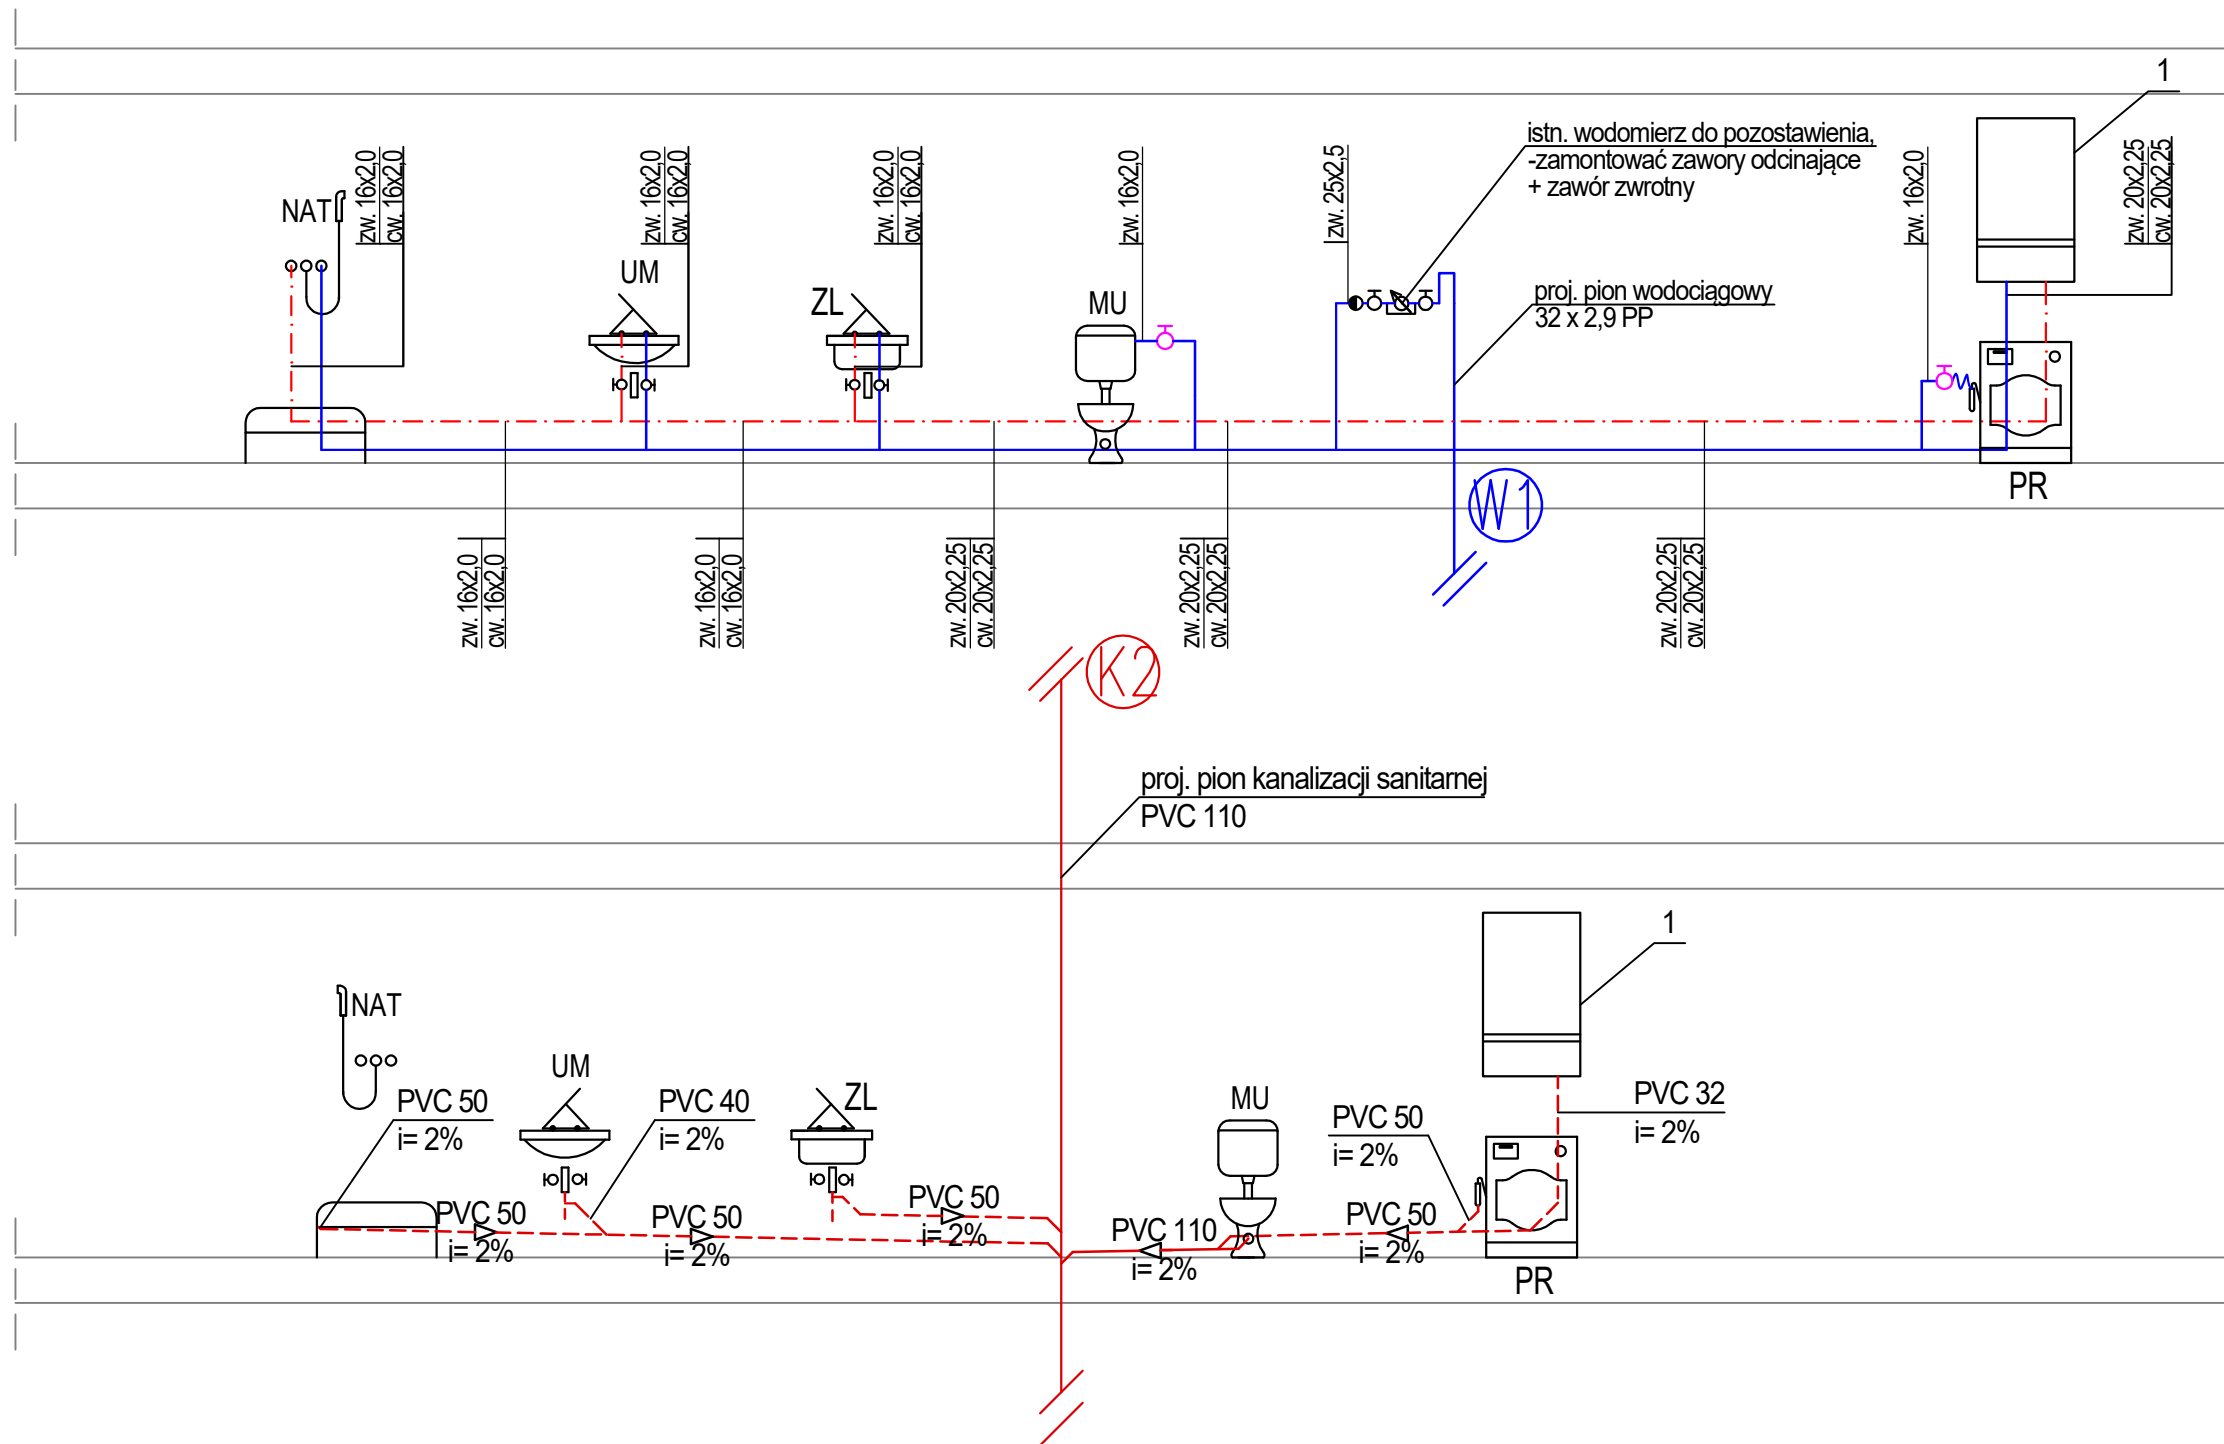 1
istn. wodomierz do pozostawienia,
-zamontować zawory odcinające
+ zawór zwrotny
zw. 16x2,0
cw. 16x2,0
zw. 16x2,0
cw. 16x2,0
zw. 16x2,0
cw. 16x2,0
zw. 16x2,0
zw. 25x2,5
zw. 16x2,0
zw. 20x2,25
cw. 20x2,25
NAT
UM
ZL
MU
proj. pion wodociągowy
32 x 2,9 PP
PR
W1
zw. 16x2,0
cw. 16x2,0
zw. 16x2,0
cw. 16x2,0
zw. 20x2,25
cw. 20x2,25
zw. 20x2,25
cw. 20x2,25
zw. 20x2,25
cw. 20x2,25
K2
proj. pion kanalizacji sanitarnej
PVC 110
1
NAT
UM
ZL
MU
PVC 50
i= 2%
PVC 40
i= 2%
PVC 50
i= 2%
PVC 32
i= 2%
PVC 50
i= 2%
PVC 50
i= 2%
PVC 50
i= 2%
PVC 110
i= 2%
PVC 50
i= 2%
PR